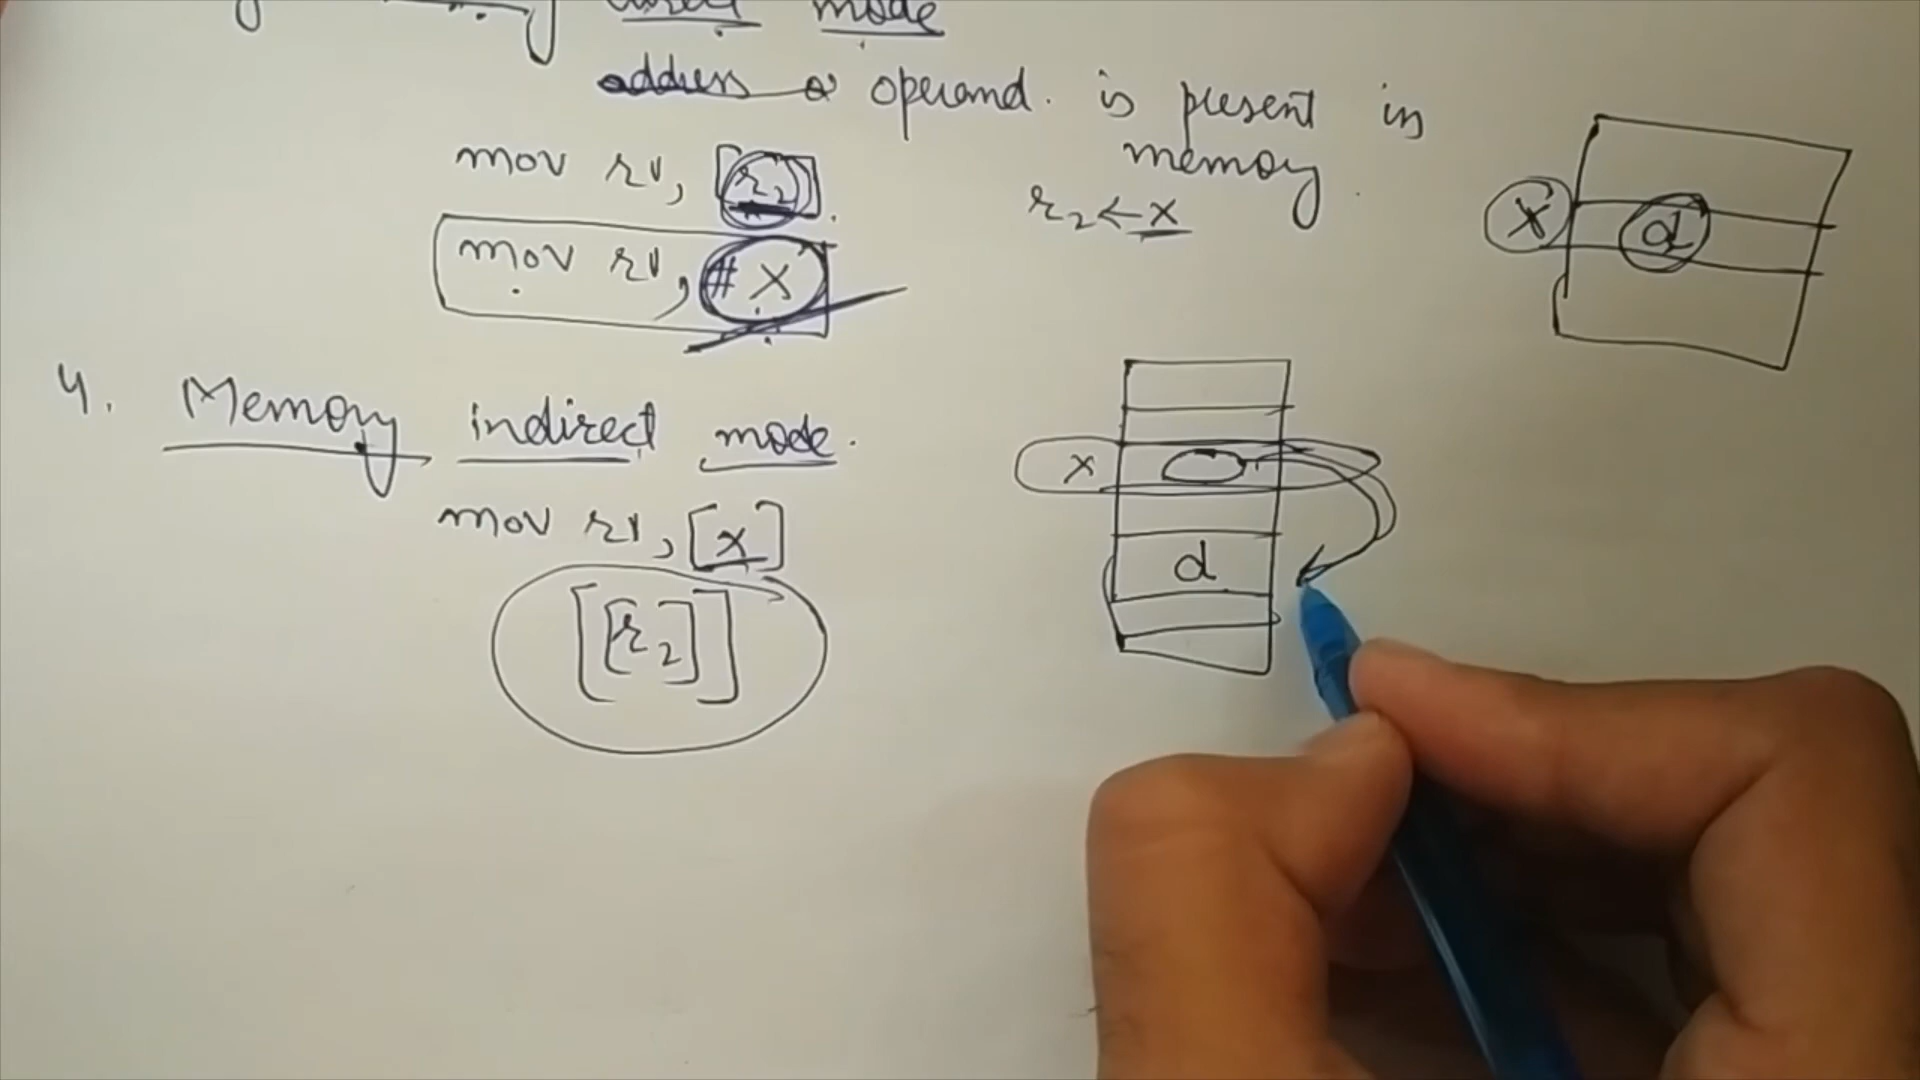 direct mode
address o operand. is present in
memory.
mov r1, [r2].
r2 ← x
mov r1, # x
x d
4. Memory indirect mode.
x
mov r1, [x]
d
[[r2]]